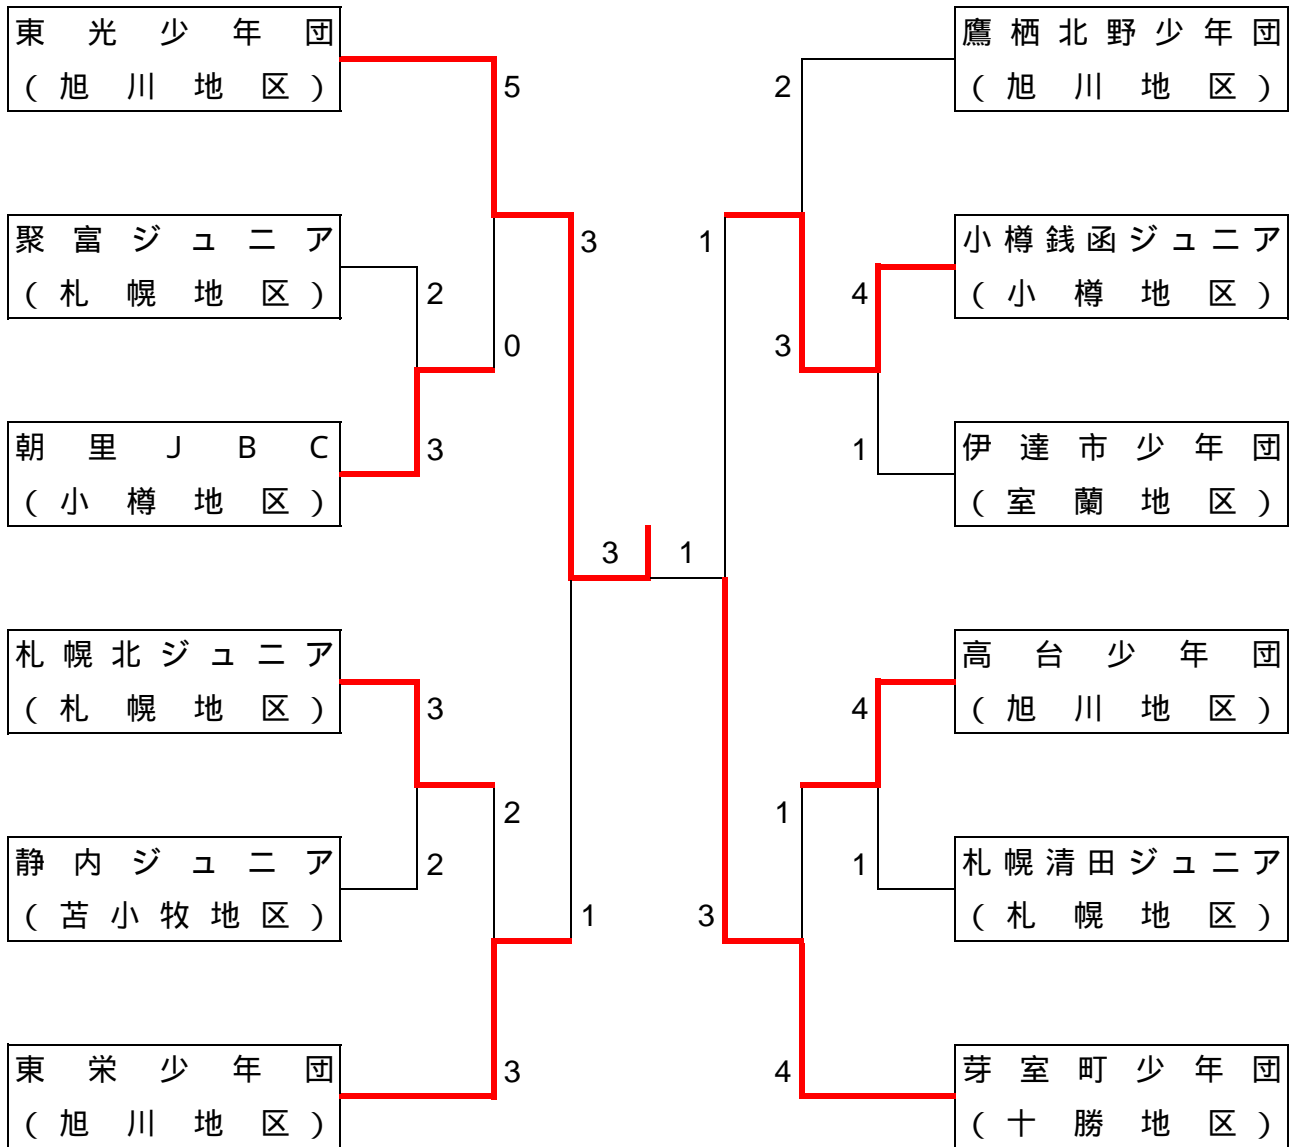 東光少年団
(旭川地区)
5
聚富ジュニア
(札幌地区)
2
3
0
朝里JBC
(小樽地区)
3
札幌北ジュニア
(札幌地区)
3
2
静内ジュニア
(苫小牧地区)
2
1
東栄少年団
(旭川地区)
3
3
1
鷹栖北野少年団
(旭川地区)
2
小樽銭函ジュニア
(小樽地区)
1
4
3
伊達市少年団
(室蘭地区)
1
高台少年団
(旭川地区)
4
1
札幌清田ジュニア
(札幌地区)
1
3
芽室町少年団
(十勝地区)
4